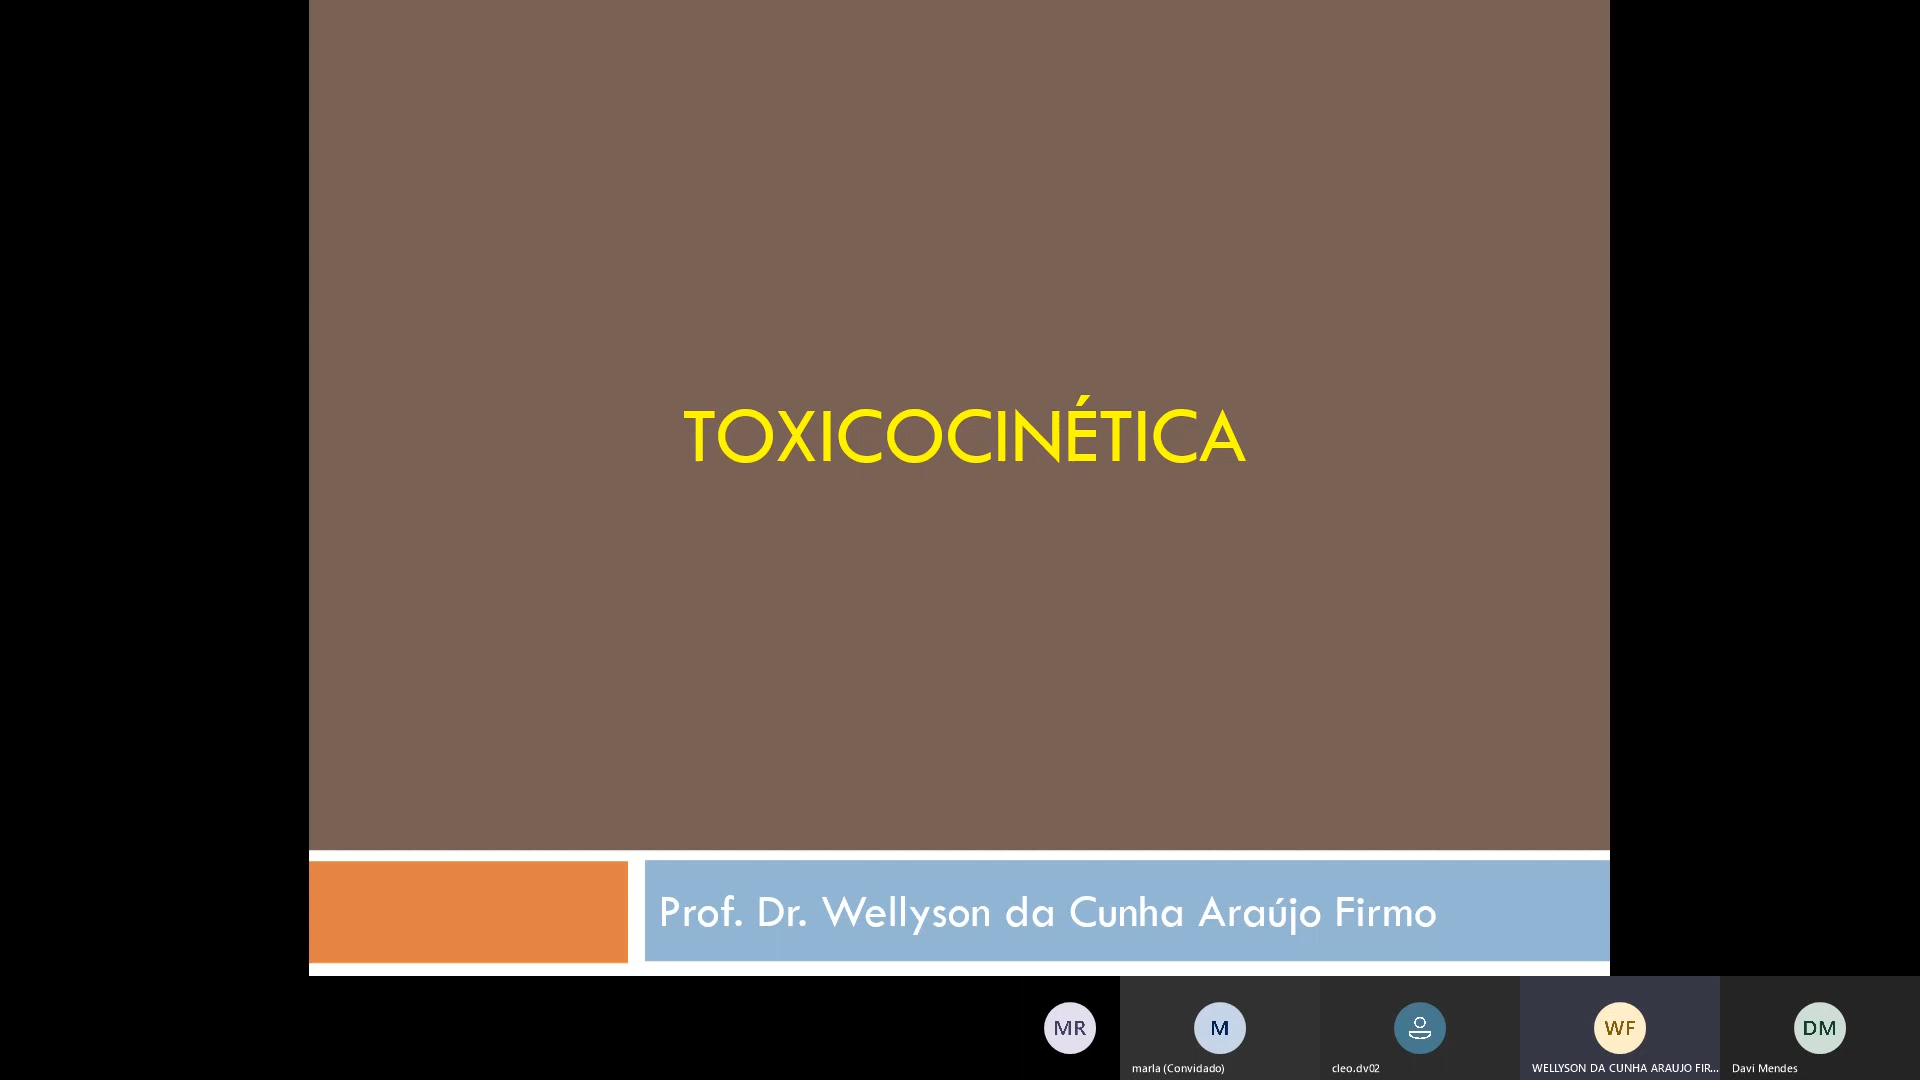 TOXICOCINÉTICA
Prof. Dr. Wellyson da Cunha Araújo Firmo
MR
M
WF
DM
marla (Convidado)
cleo.dv02
WELLYSON DA CUNHA ARAUJO FIR...
Davi Mendes